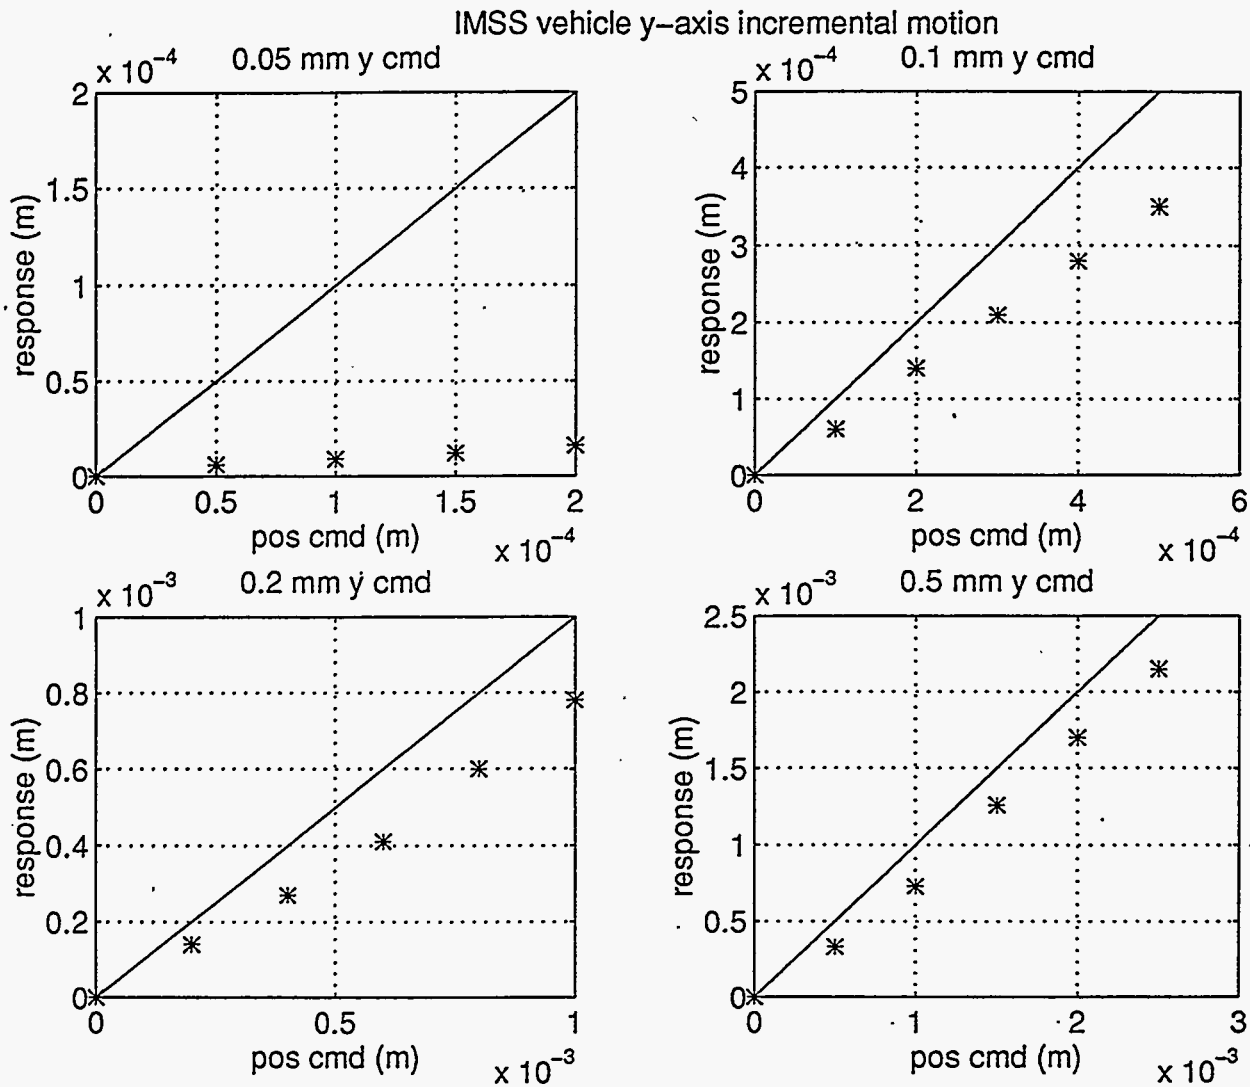 IMSS vehicle y−axis incremental motion
x 10−4
0.05 mm y cmd
2
1.5
1
0.5
0
response (m)
0
0.5
1
1.5
2
pos cmd (m)
x 10−4
x 10−4
0.1 mm y cmd
5
4
3
2
1
0
response (m)
0
2
4
6
pos cmd (m)
x 10−4
x 10−3
0.2 mm y cmd
1
0.8
0.6
0.4
0.2
0
response (m)
0
0.5
1
pos cmd (m)
x 10−3
x 10−3
0.5 mm y cmd
2.5
2
1.5
1
0.5
0
response (m)
0
1
2
3
pos cmd (m)
x 10−3